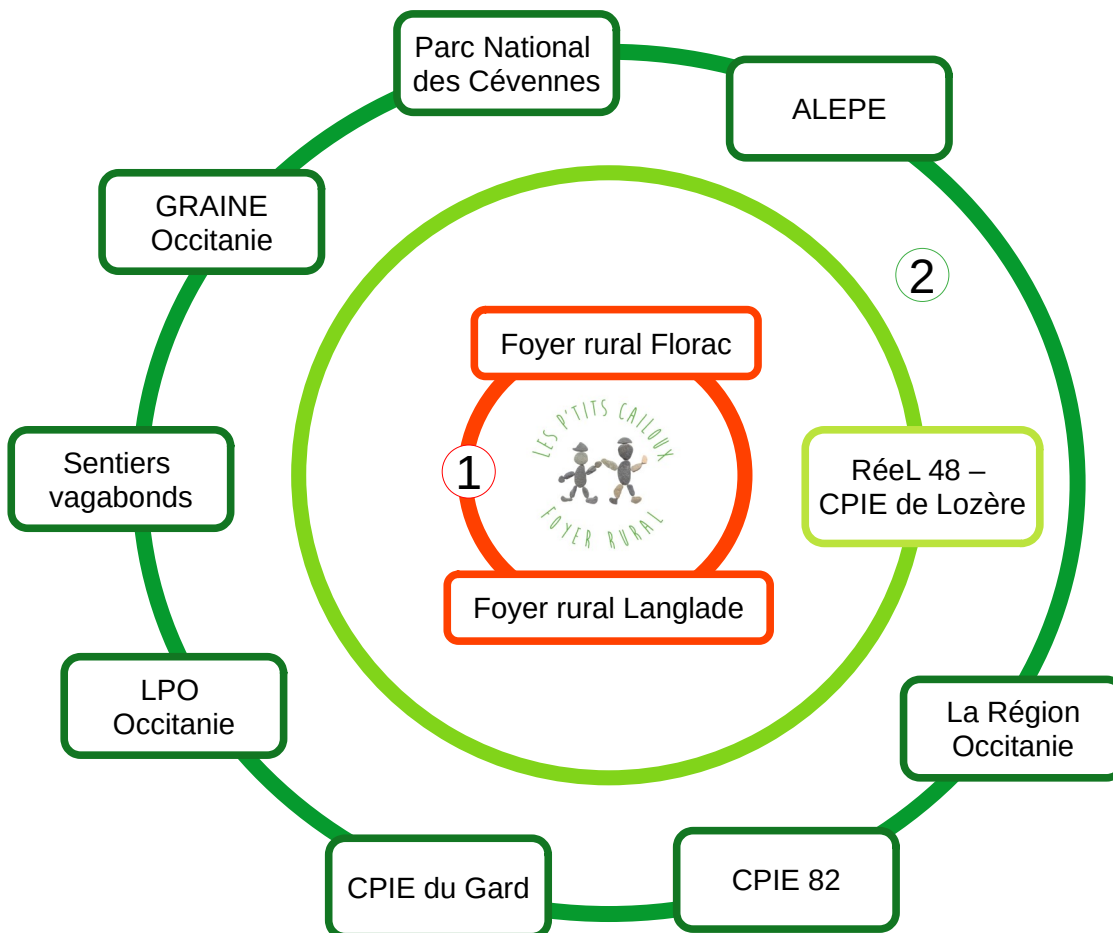 Parc National
des Cévennes
ALEPE
GRAINE
Occitanie
2
Foyer rural Florac
LES P'TITS CAILLOUX
1
FOYER RURAL
Sentiers
vagabonds
RéeL 48 –
CPIE de Lozère
Foyer rural Langlade
LPO
Occitanie
La Région
Occitanie
CPIE du Gard
CPIE 82